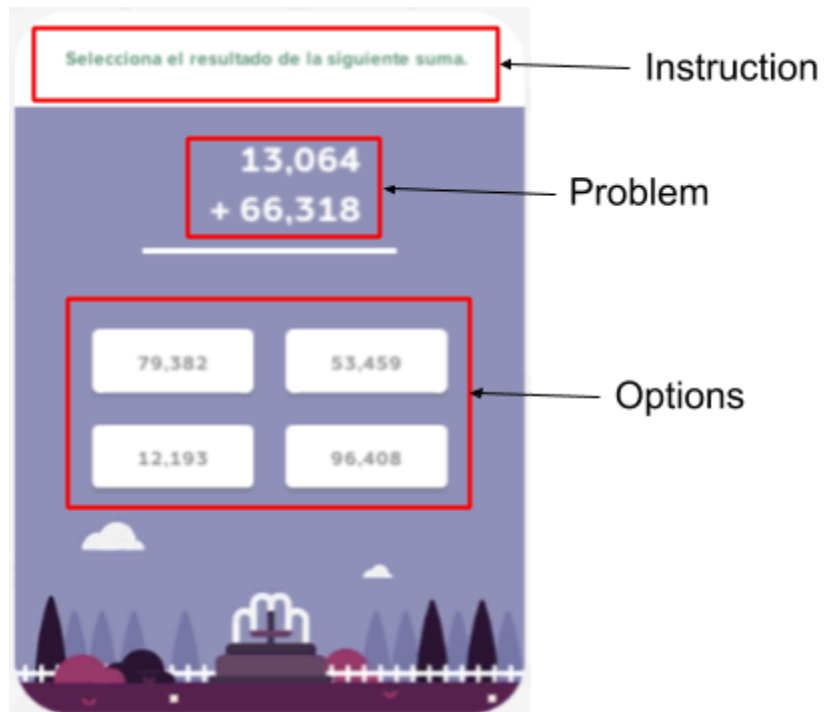 Selecciona el resultado de la siguiente suma.
Instruction
13,064
+ 66,318
Problem
79,382 53,459
Options
12,193 96,408